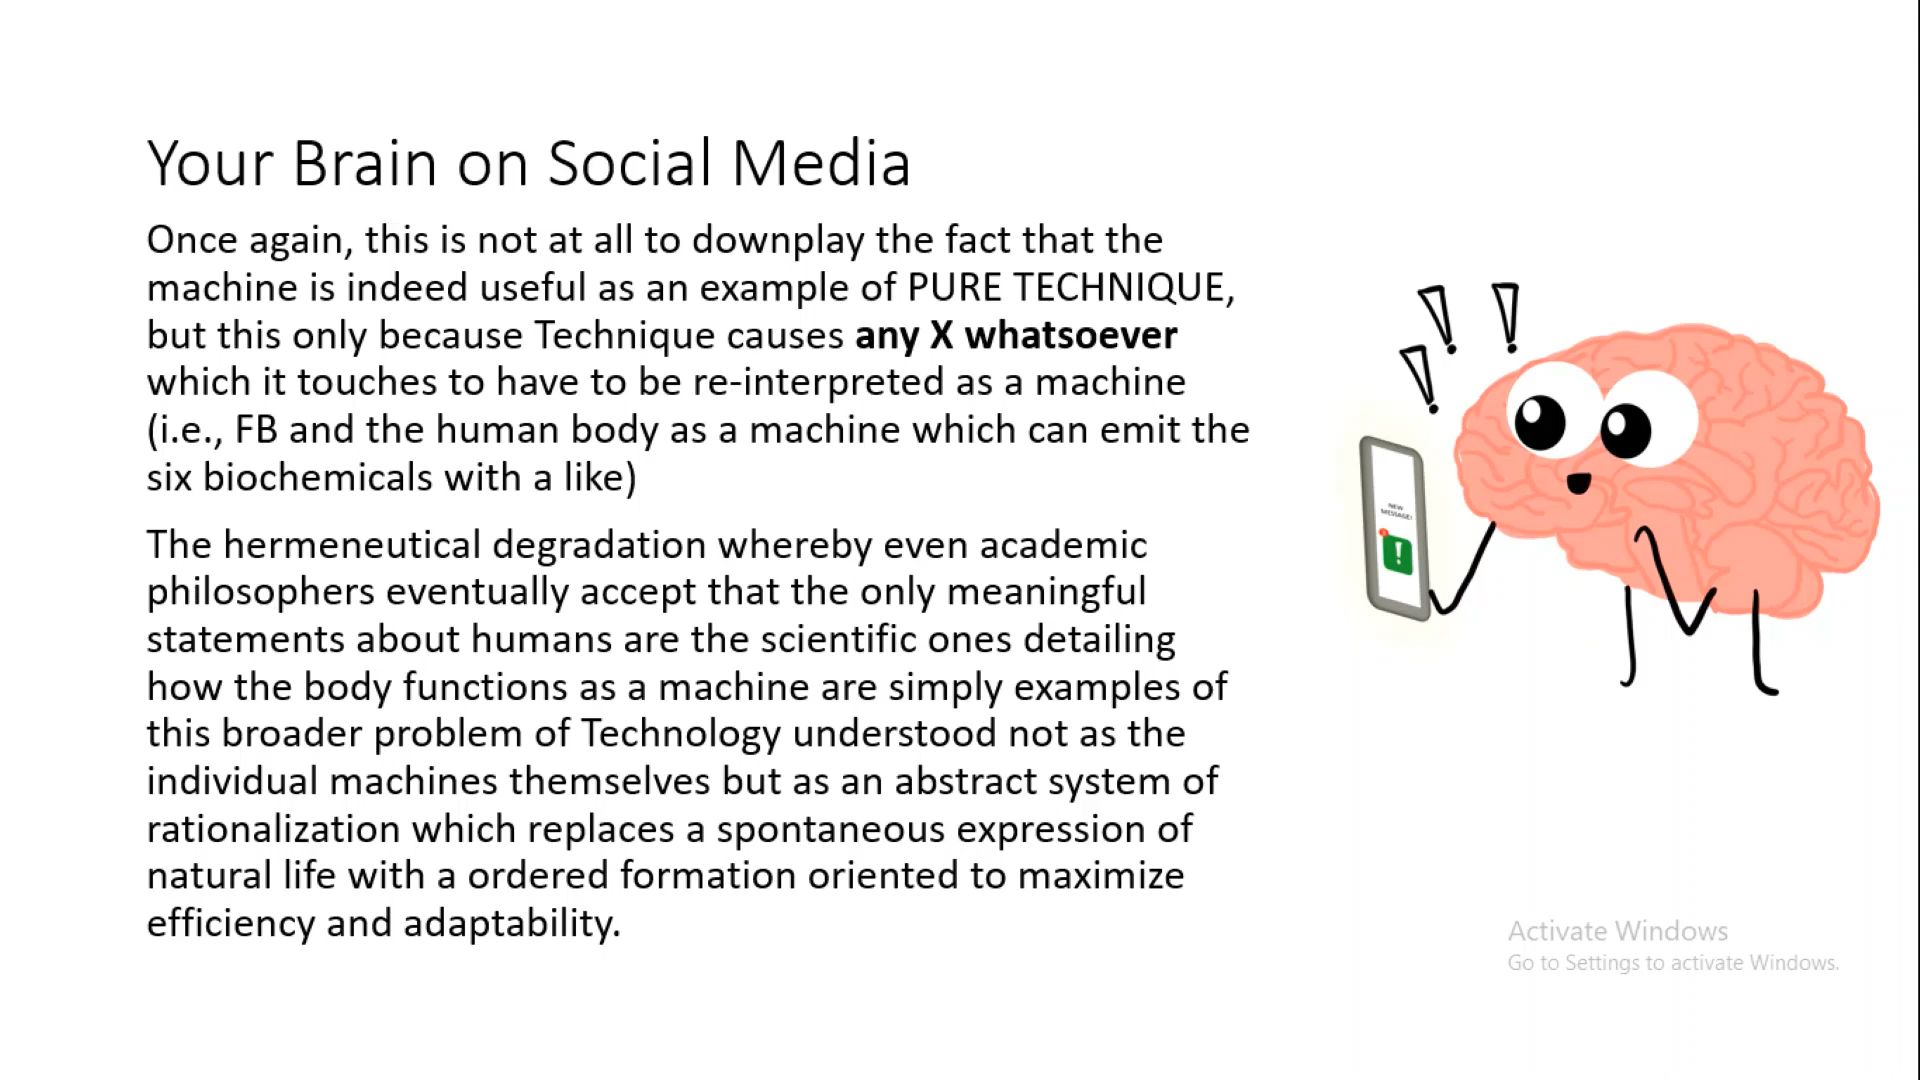 Your Brain on Social Media
Once again, this is not at all to downplay the fact that the
machine is indeed useful as an example of PURE TECHNIQUE,
but this only because Technique causes any X whatsoever
which it touches to have to be re-interpreted as a machine
(i.e., FB and the human body as a machine which can emit the
six biochemicals with a like)
The hermeneutical degradation whereby even academic
philosophers eventually accept that the only meaningful
statements about humans are the scientific ones detailing
how the body functions as a machine are simply examples of
this broader problem of Technology understood not as the
individual machines themselves but as an abstract system of
rationalization which replaces a spontaneous expression of
natural life with a ordered formation oriented to maximize
efficiency and adaptability.
NEW
MESSAGE!
!
Activate Windows
Go to Settings to activate Windows.